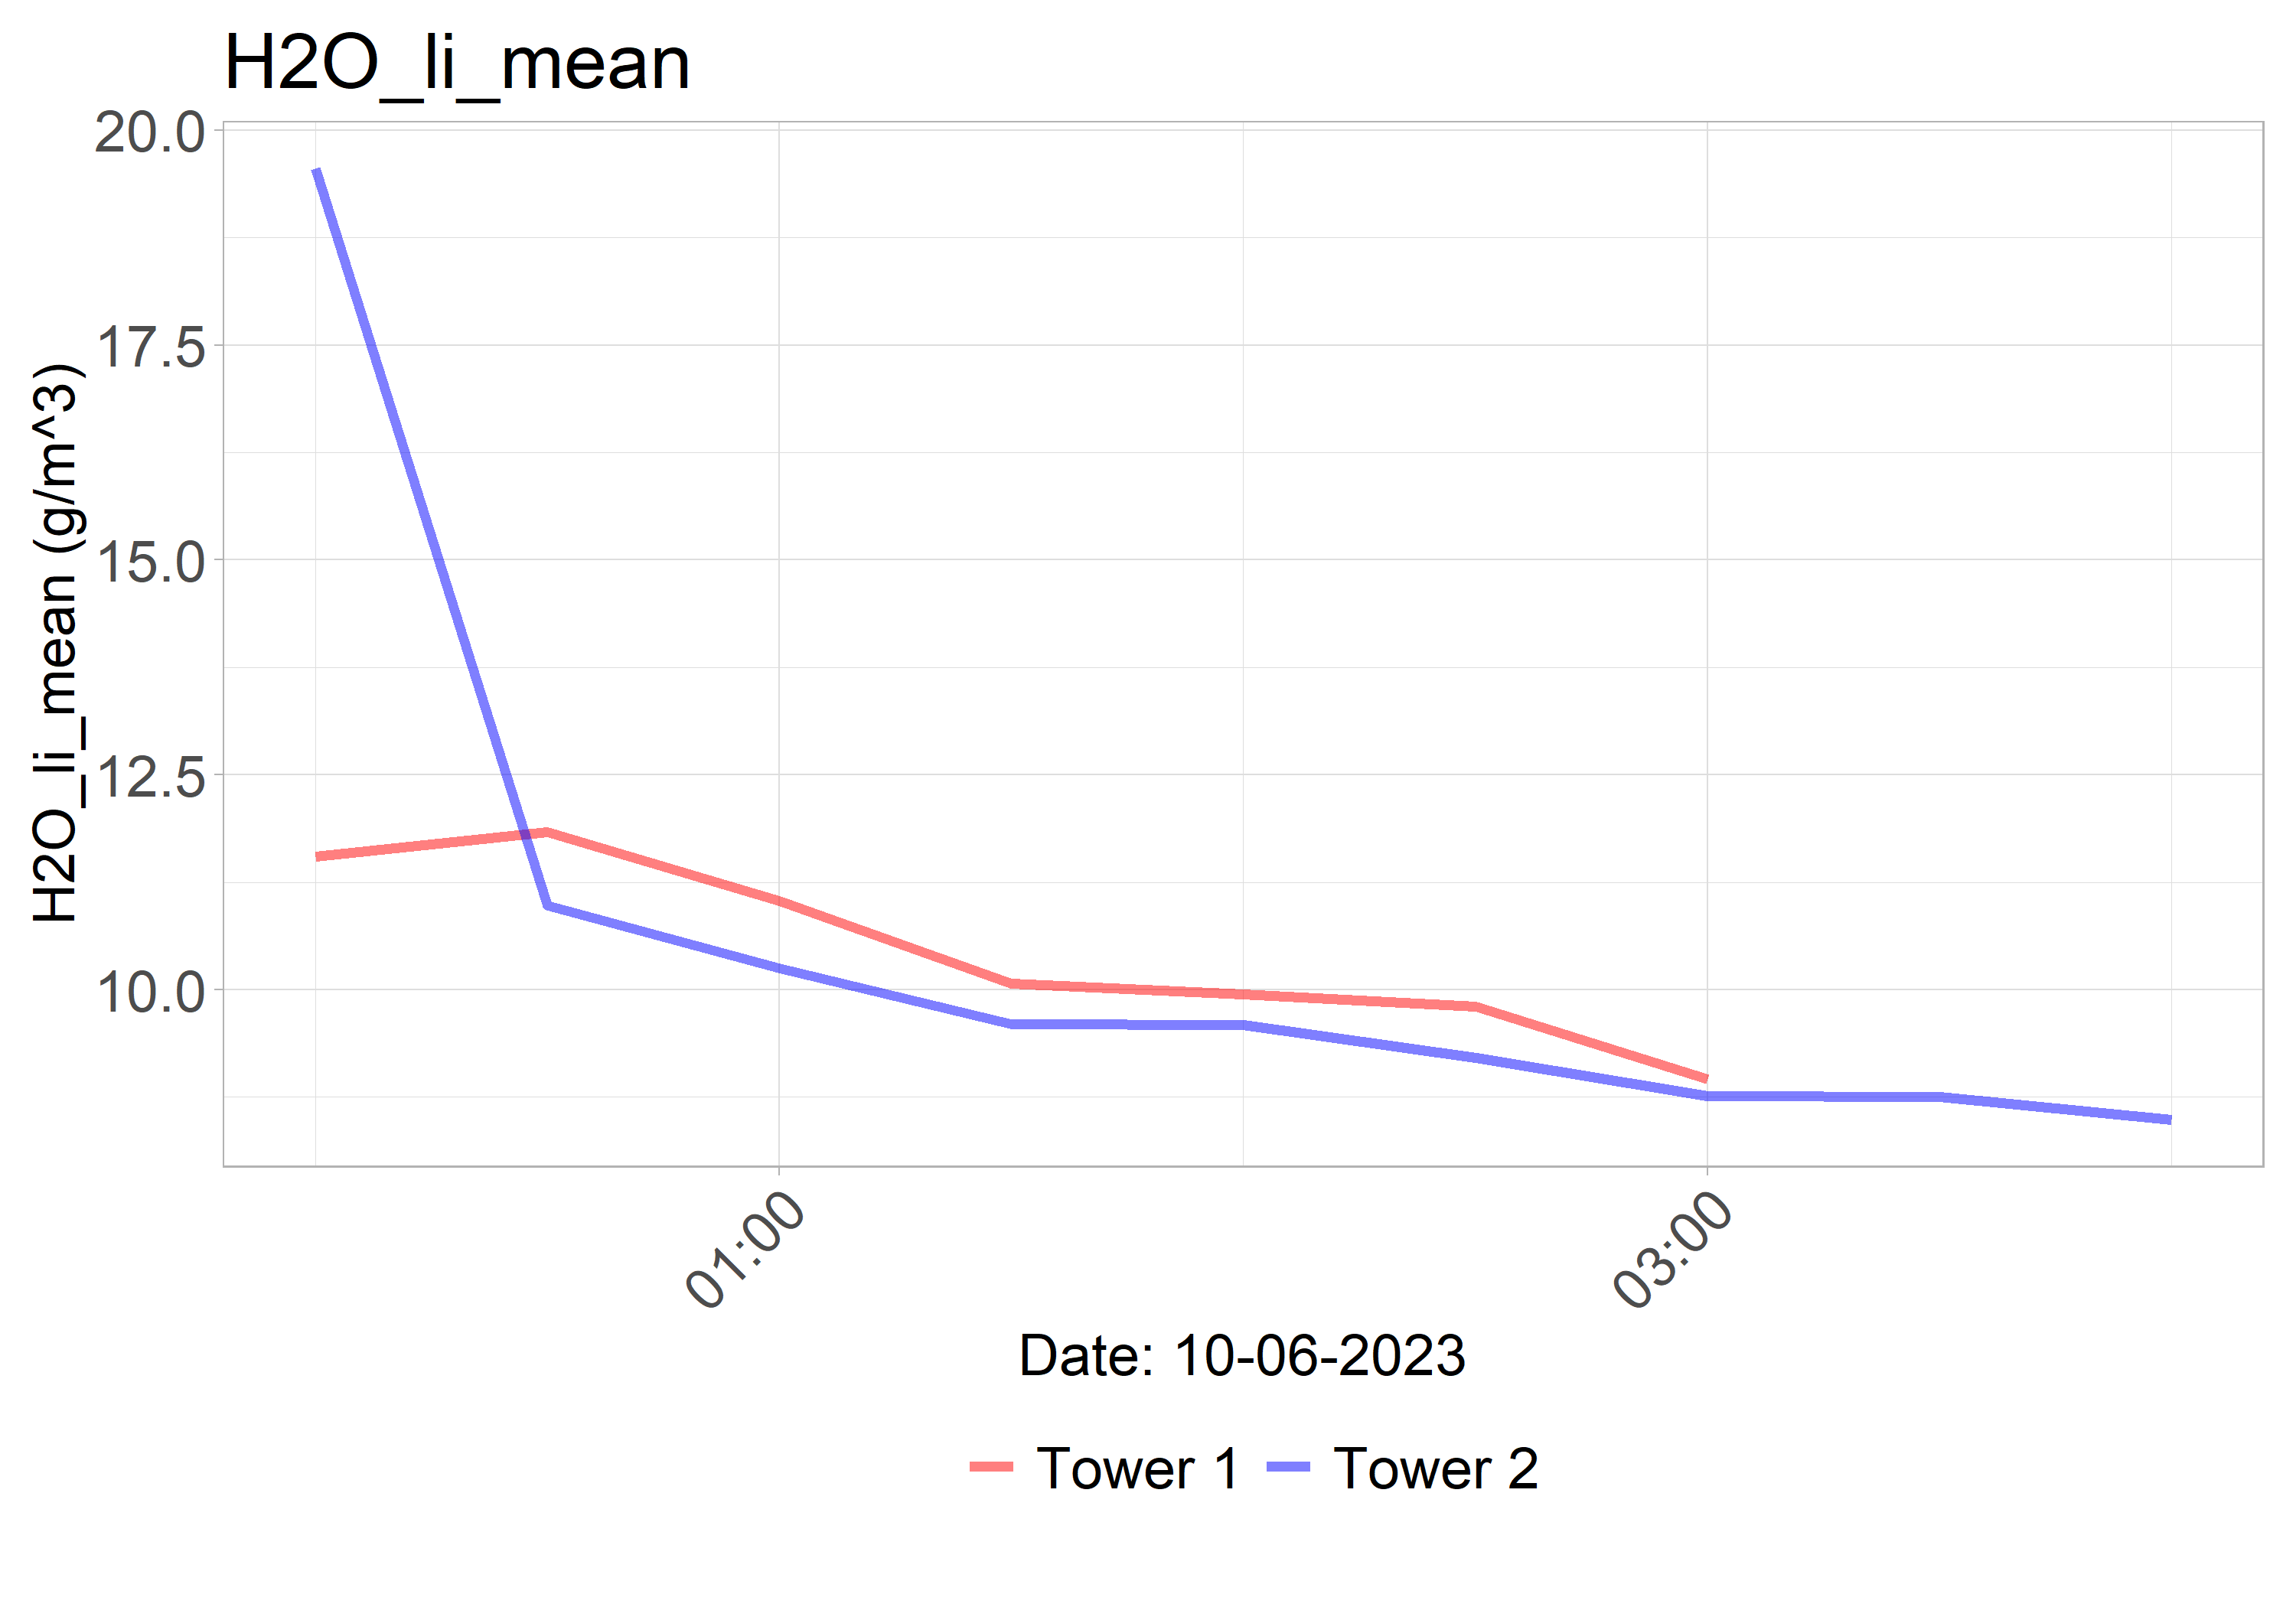 H2O_li_mean
20.0
17.5
15.0
12.5
10.0
H2O_li_mean (g/m^3)
01:00
03:00
Date: 10-06-2023
Tower 1
Tower 2